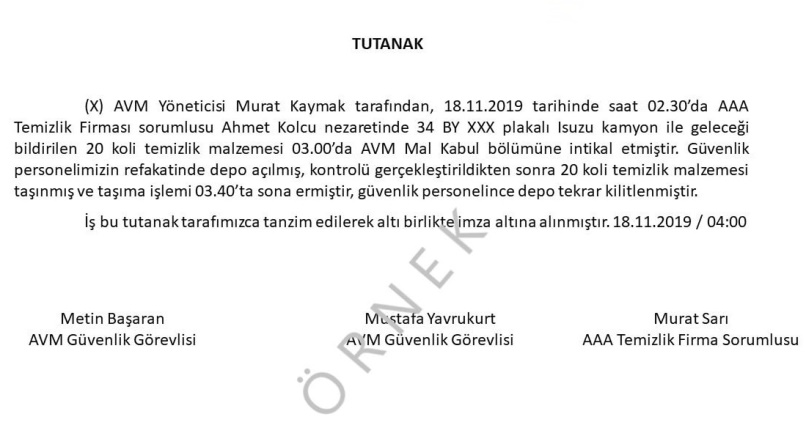 TUTANAK
(X) AVM Yöneticisi Murat Kaymak tarafından, 18.11.2019 tarihinde saat 02.30’da AAA
Temizlik Firması sorumlusu Ahmet Kolcu nezaretinde 34 BY XXX plakalı Isuzu kamyon ile geleceği
bildirilen 20 koli temizlik malzemesi 03.00’da AVM Mal Kabul bölümüne intikal etmiştir. Güvenlik
personelimizin refakatinde depo açılmış, kontrolü gerçekleştirildikten sonra 20 koli temizlik malzemesi
taşınmış ve taşıma işlemi 03.40’ta sona ermiştir, güvenlik personelince depo tekrar kilitlenmiştir.
İş bu tutanak tarafımızca tanzim edilerek altı birlikte imza altına alınmıştır. 18.11.2019 / 04:00
Metin Başaran Mustafa Yavrukurt Murat Sarı
AVM Güvenlik Görevlisi AVM Güvenlik Görevlisi AAA Temizlik Firma Sorumlusu
ÖRNEK